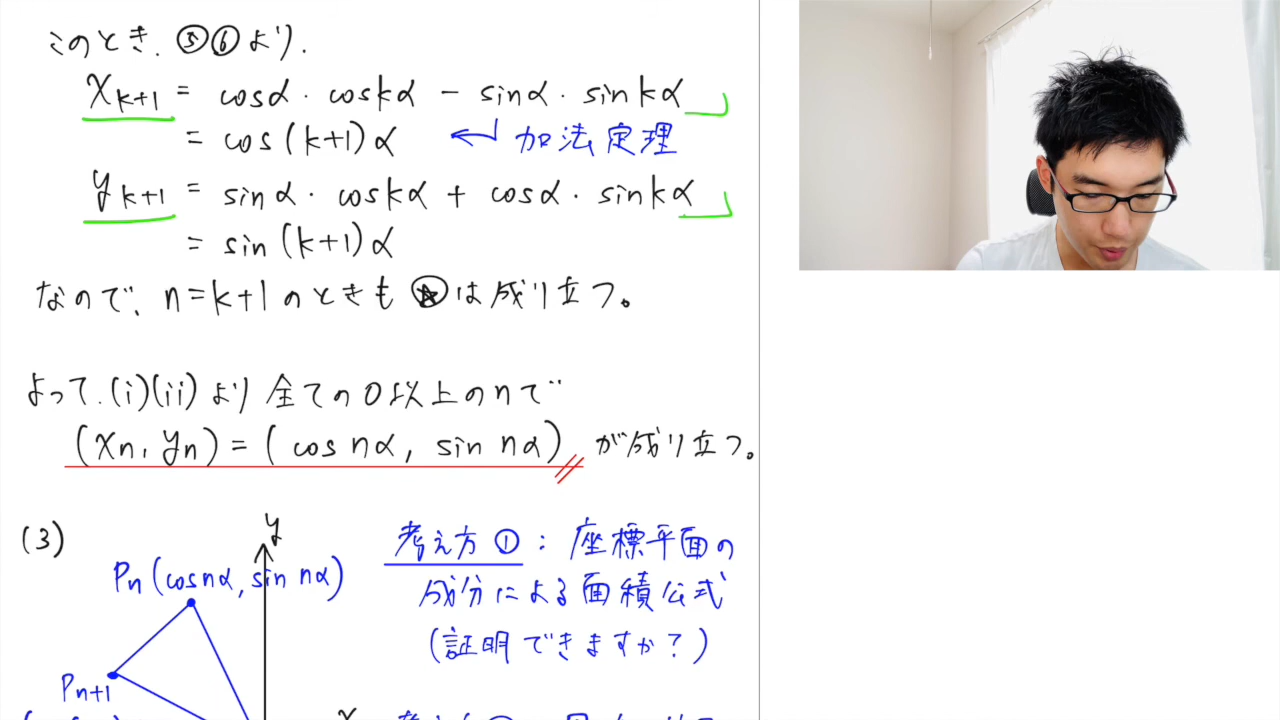 このとき、⑤⑥より、
x_{k+1} = cosα・coskα − sinα・sinkα
= cos(k+1)α ← 加法定理
y_{k+1} = sinα・coskα + cosα・sinkα
= sin(k+1)α
なので、n=k+1のときも☆は成り立つ。
よって、(i)(ii)より全ての0以上のnで
(xn, yn) = (cos nα, sin nα) が成り立つ。
(3)
y
Pn(cos nα, sin nα)
Pn+1
考え方①：座標平面の
成分による面積公式
(証明できますか？)